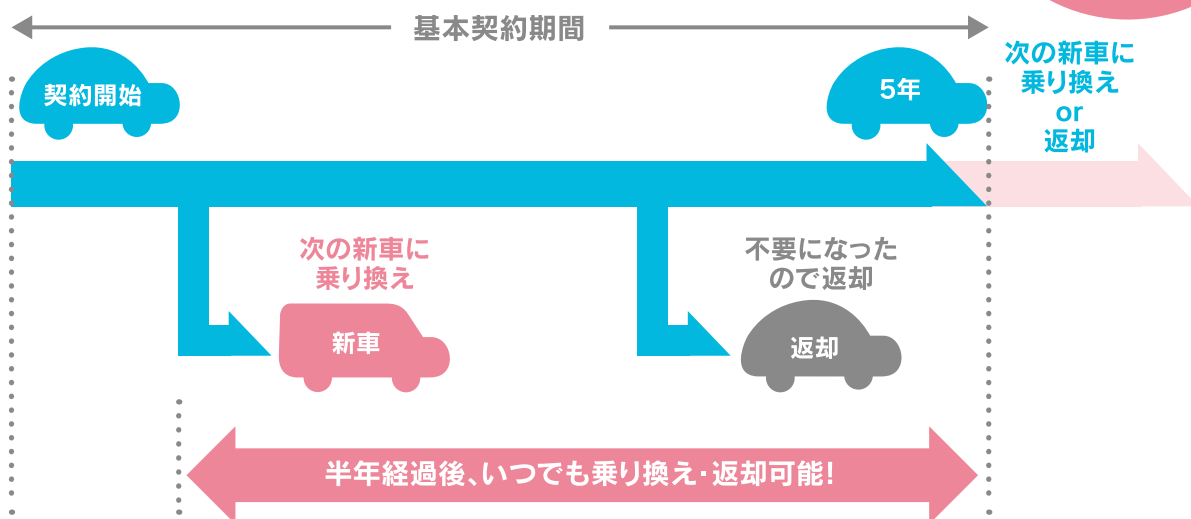 基本契約期間
契約開始
5年
次の新車に
乗り換え
or
返却
次の新車に
乗り換え
新車
不要になった
ので返却
返却
半年経過後、いつでも乗り換え・返却可能!